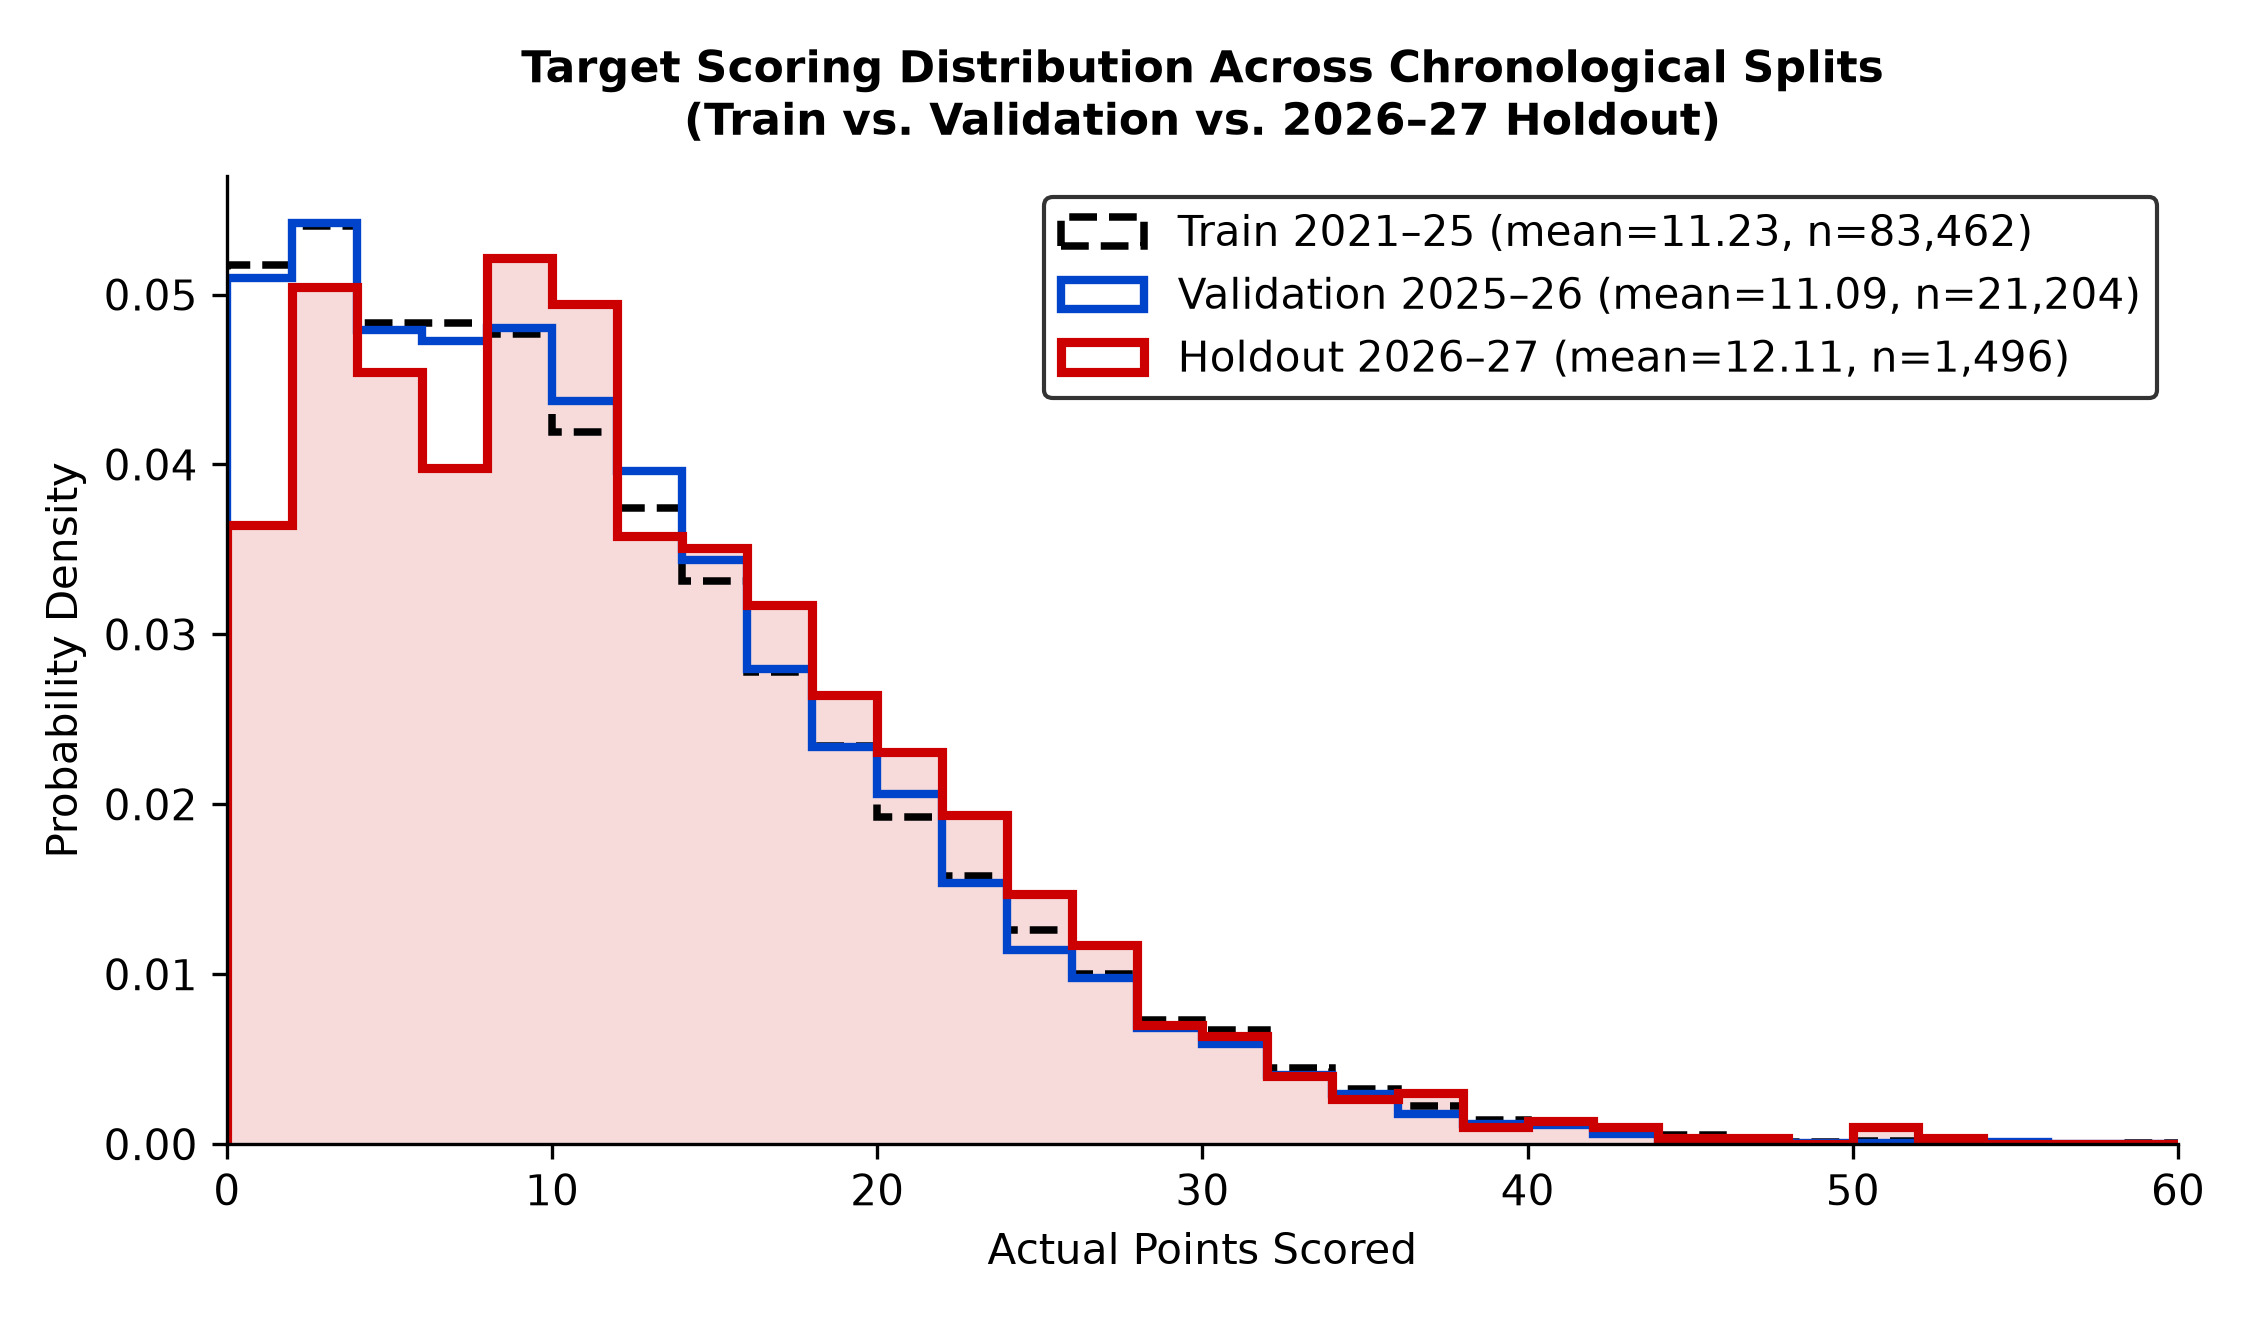 Target Scoring Distribution Across Chronological Splits
(Train vs. Validation vs. 2026–27 Holdout)
Train 2021–25 (mean=11.23, n=83,462)
Validation 2025–26 (mean=11.09, n=21,204)
Holdout 2026–27 (mean=12.11, n=1,496)
Probability Density
0.05
0.04
0.03
0.02
0.01
0.00
0 10 20 30 40 50 60
Actual Points Scored